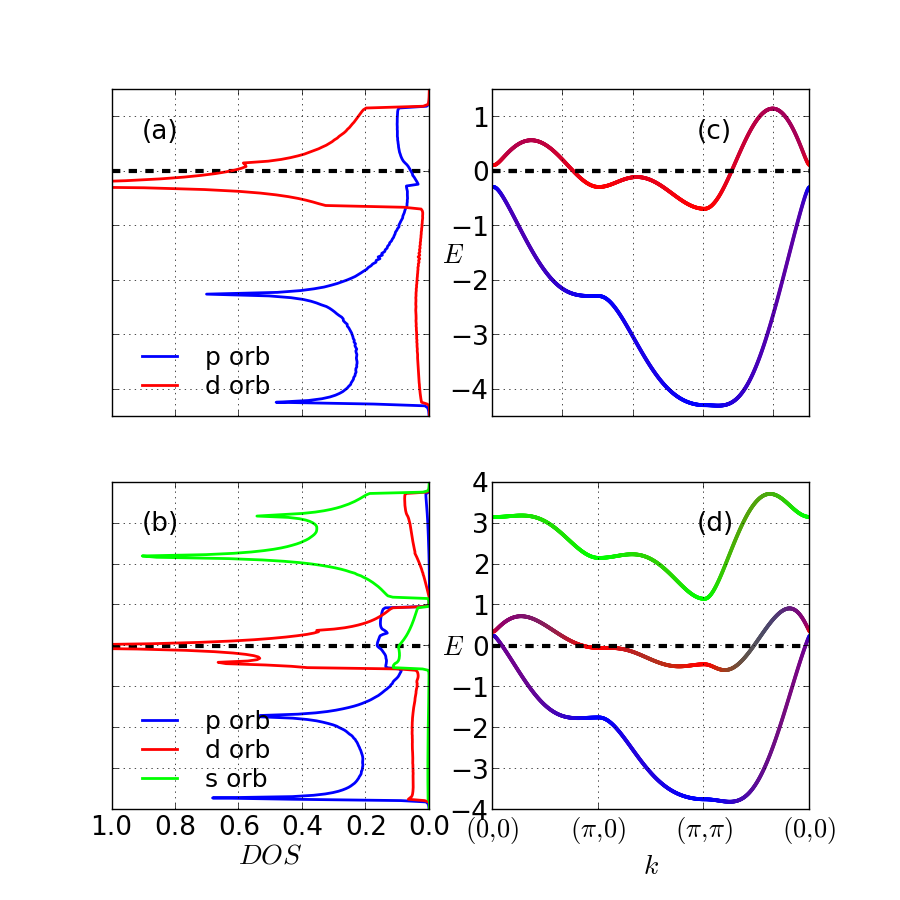 (a)
p orb
d orb
(c)
1
0
−1
−2
−3
−4
E
(b)
p orb
d orb
s orb
1.0 0.8 0.6 0.4 0.2 0.0
DOS
(d)
4
3
2
1
0
−1
−2
−3
−4
E
(0,0) (π,0) (π,π) (0,0)
k